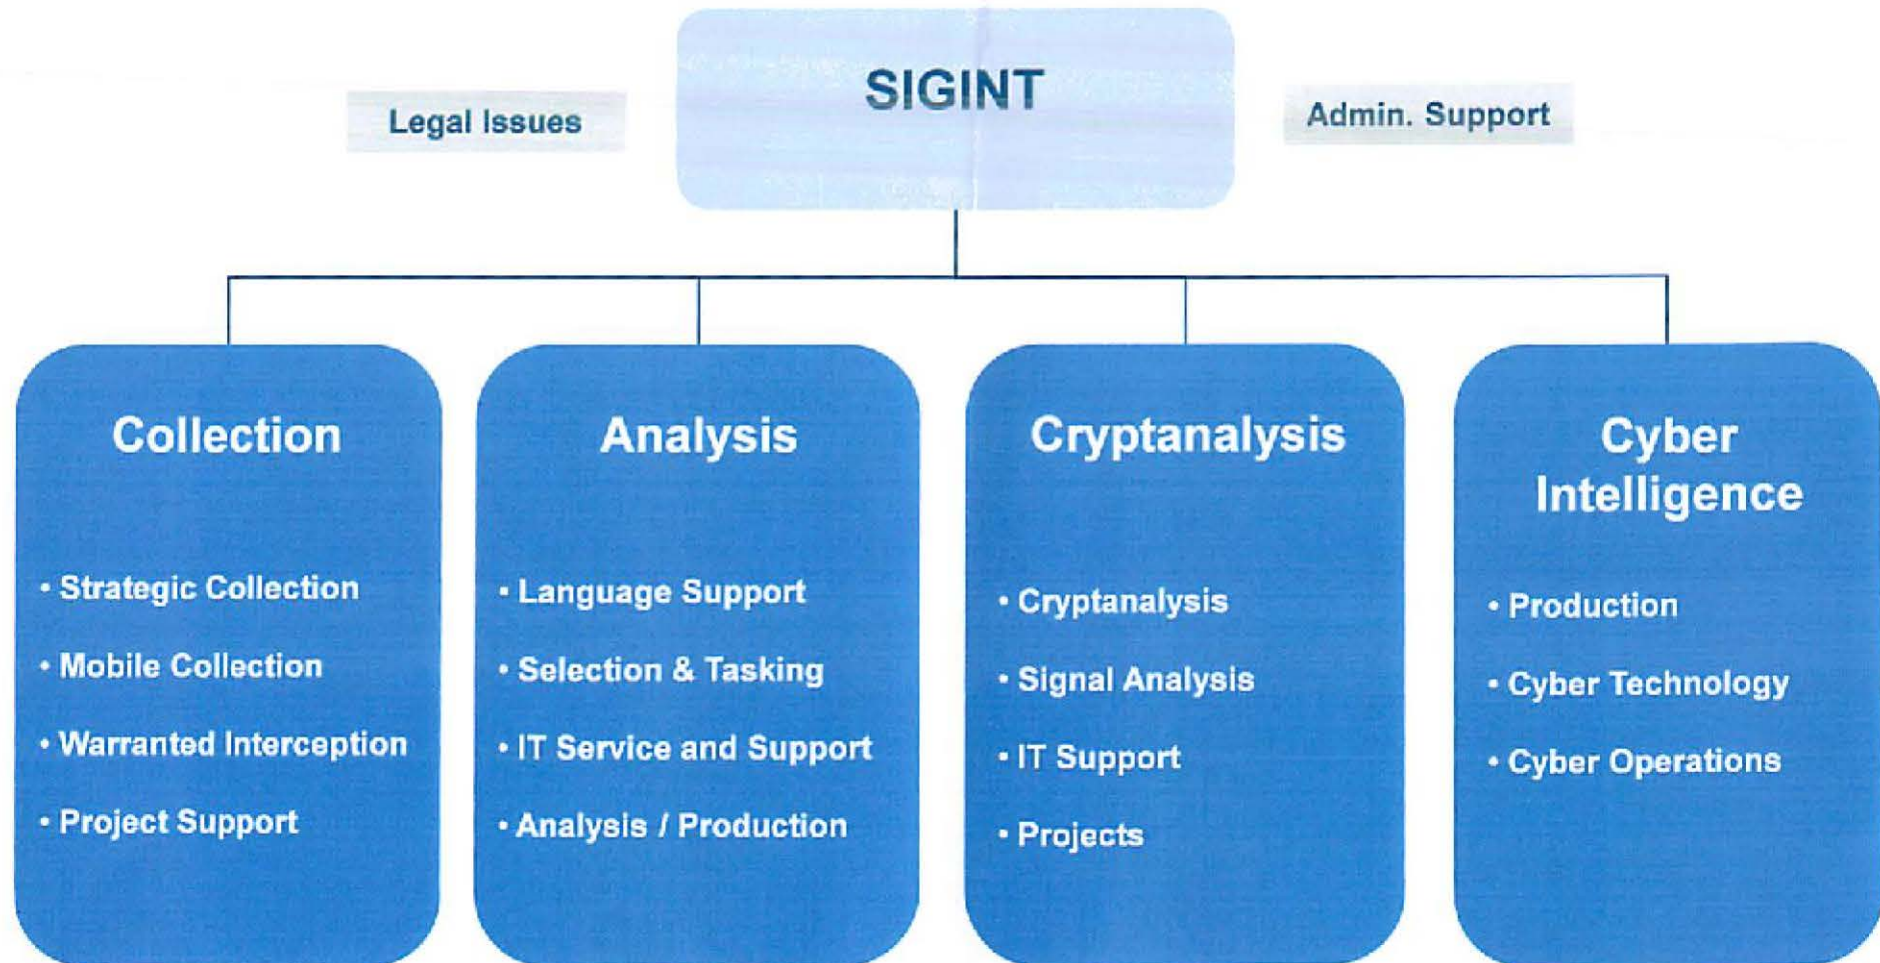 SIGINT
Legal Issues
Admin. Support
Collection
• Strategic Collection
• Mobile Collection
• Warranted Interception
• Project Support
Analysis
• Language Support
• Selection & Tasking
• IT Service and Support
• Analysis / Production
Cryptanalysis
• Cryptanalysis
• Signal Analysis
• IT Support
• Projects
Cyber
Intelligence
• Production
• Cyber Technology
• Cyber Operations